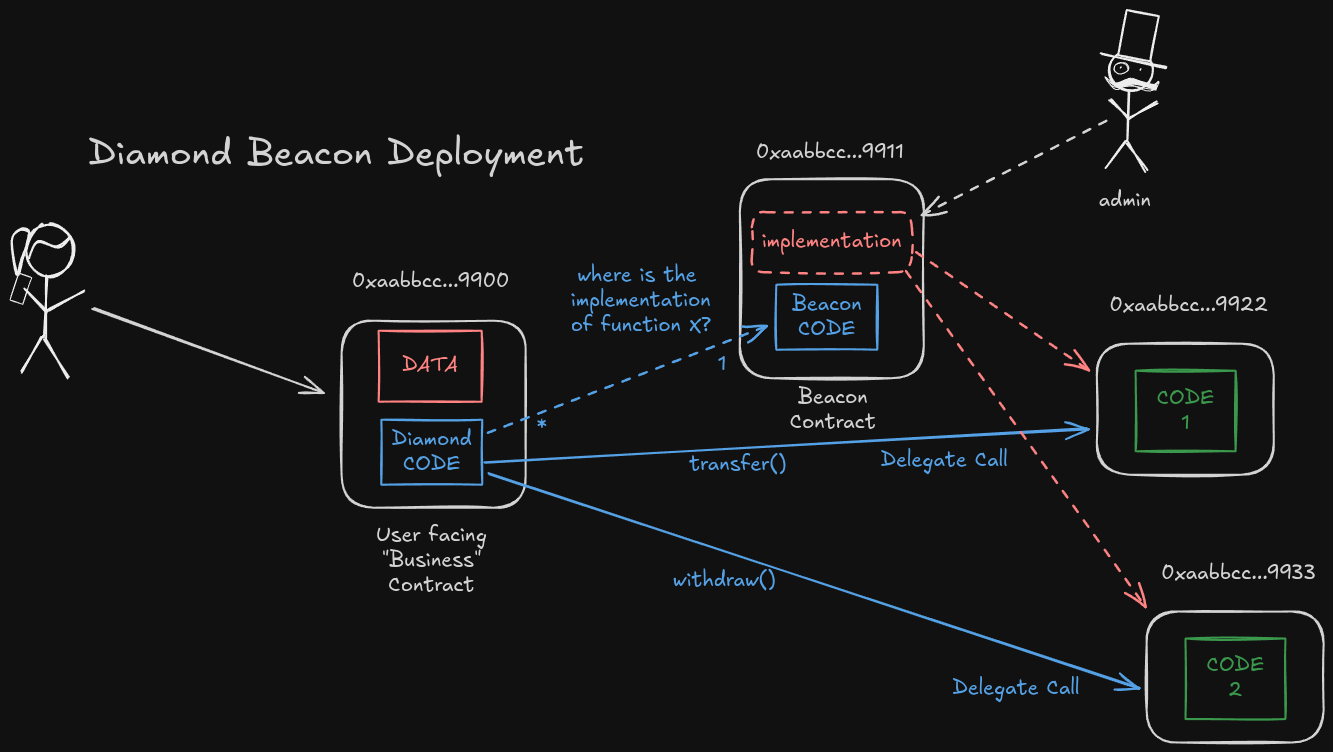 Diamond Beacon Deployment
admin
0xaabbcc...9911
implementation
Beacon
CODE
Beacon
Contract
0xaabbcc...9900
DATA
Diamond
CODE
User facing
"Business"
Contract
where is the
implementation
of function X?
*
1
transfer()
Delegate Call
withdraw()
Delegate Call
0xaabbcc...9922
CODE
1
0xaabbcc...9933
CODE
2